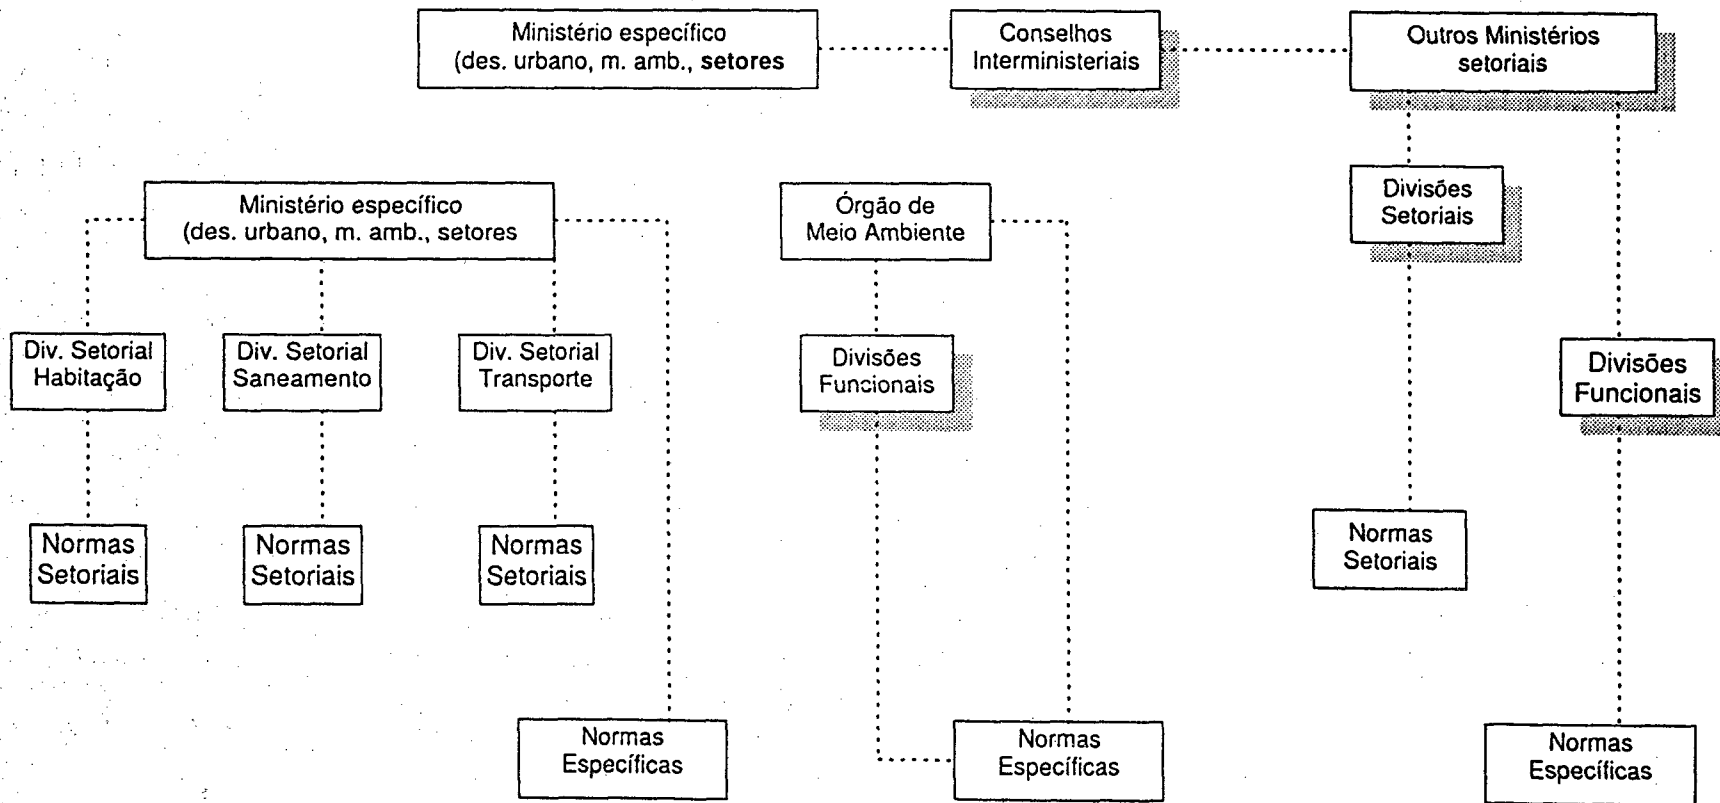 Ministério específico
(des. urbano, m. amb., setores
Conselhos
Interministeriais
Outros Ministérios
setoriais
Ministério específico
(des. urbano, m. amb., setores
Órgão de
Meio Ambiente
Divisões
Setoriais
Div. Setorial
Habitação
Div. Setorial
Saneamento
Div. Setorial
Transporte
Divisões
Funcionais
Divisões
Funcionais
Normas
Setoriais
Normas
Setoriais
Normas
Setoriais
Normas
Setoriais
Normas
Específicas
Normas
Específicas
Normas
Específicas